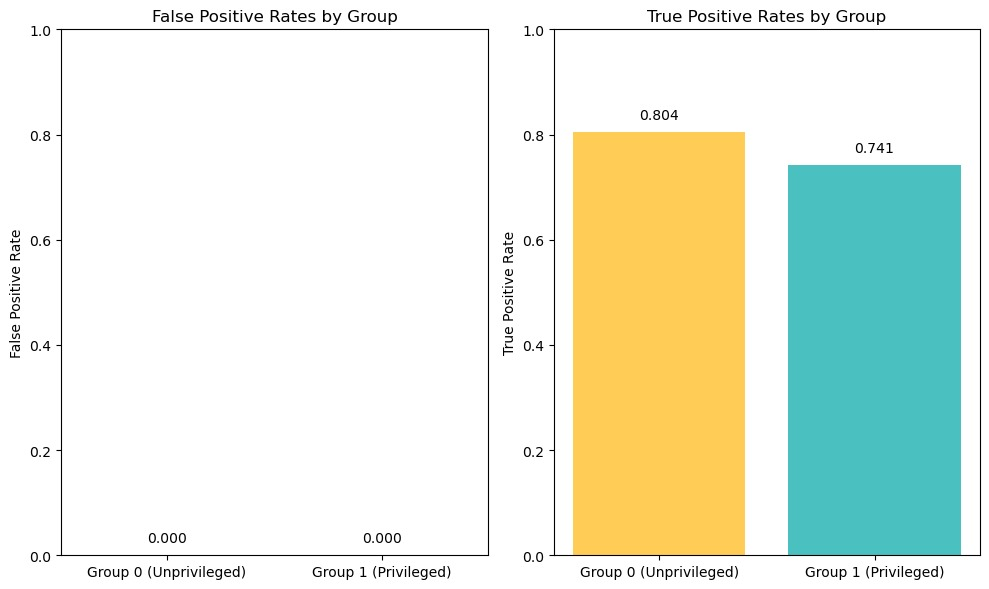 False Positive Rates by Group
1.0
0.8
0.6
0.4
0.2
0.0
False Positive Rate
0.000
0.000
Group 0 (Unprivileged)
Group 1 (Privileged)
True Positive Rates by Group
1.0
0.8
0.6
0.4
0.2
0.0
True Positive Rate
0.804
0.741
Group 0 (Unprivileged)
Group 1 (Privileged)